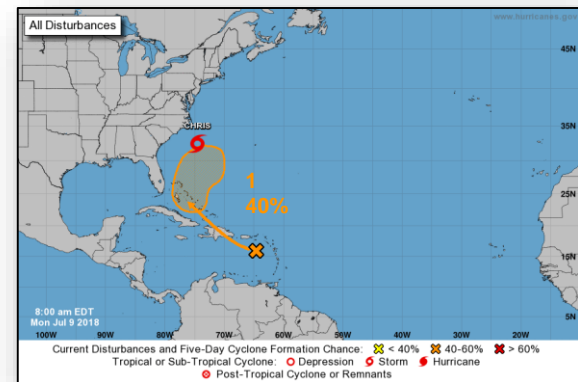 All Disturbances
www.hurricanes.gov
45N
CHRIS
35N
1
40%
25N
15N
8:00 am EDT
Mon Jul 9 2018
5N
100W 90W 80W 70W 60W 50W 40W 30W 20W
Current Disturbances and Five-Day Cyclone Formation Chance: < 40% 40-60% > 60%
Tropical or Sub-Tropical Cyclone: Depression Storm Hurricane
Post-Tropical Cyclone or Remnants